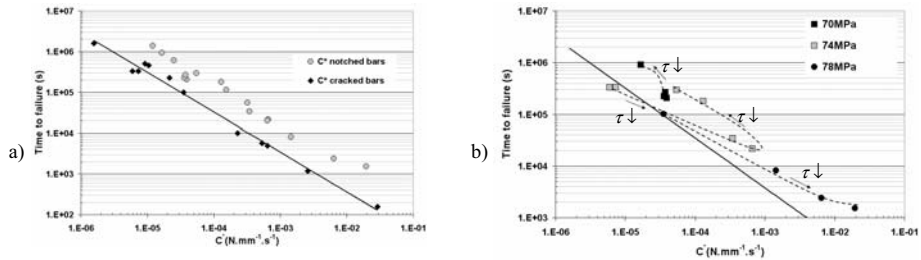 a)
Time to failure (s)
1.E+07
1.E+06
1.E+05
1.E+04
1.E+03
1.E+02
1.E-06 1.E-05 1.E-04 1.E-03 1.E-02 1.E-01
C*(N.mm⁻¹.s⁻¹)
C* notched bars
C* cracked bars
b)
Time to failure (s)
1.E+07
1.E+06
1.E+05
1.E+04
1.E+03
1.E-06 1.E-05 1.E-04 1.E-03 1.E-02 1.E-01
C*(N.mm⁻¹.s⁻¹)
70MPa
74MPa
78MPa
τ↓
τ↓
τ↓
τ↓